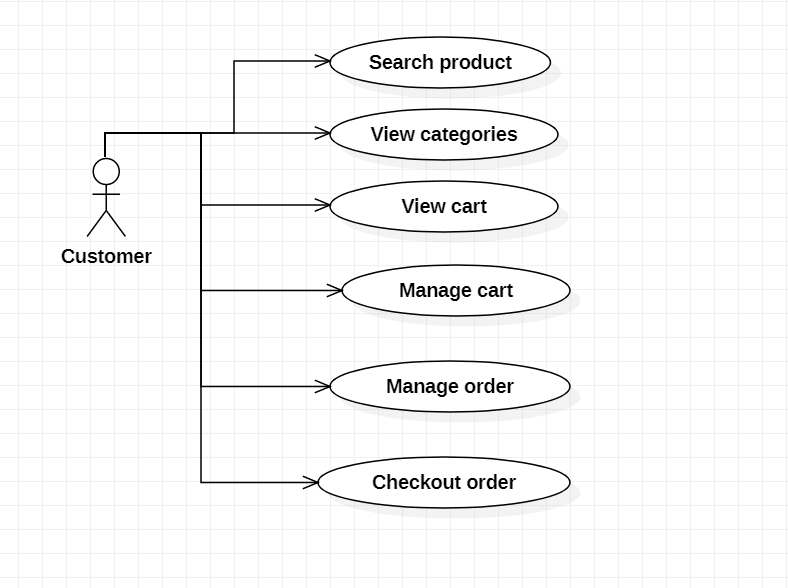 Search product
View categories
View cart
Customer
Manage cart
Manage order
Checkout order